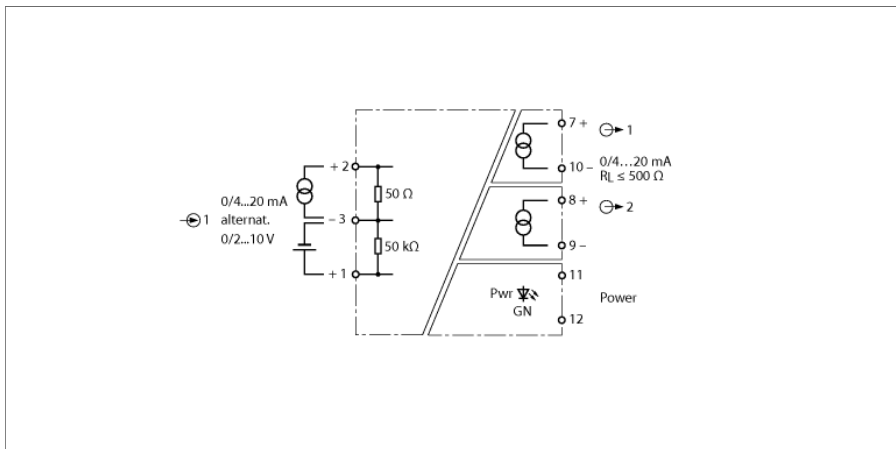 + 2
50 Ω
0/4...20 mA
1 alternat.
0/2...10 V
– 3
50 kΩ
+ 1
7 +
1
10 –
0/4...20 mA
RL ≤ 500 Ω
8 +
2
9 –
11
Pwr
GN
Power
12